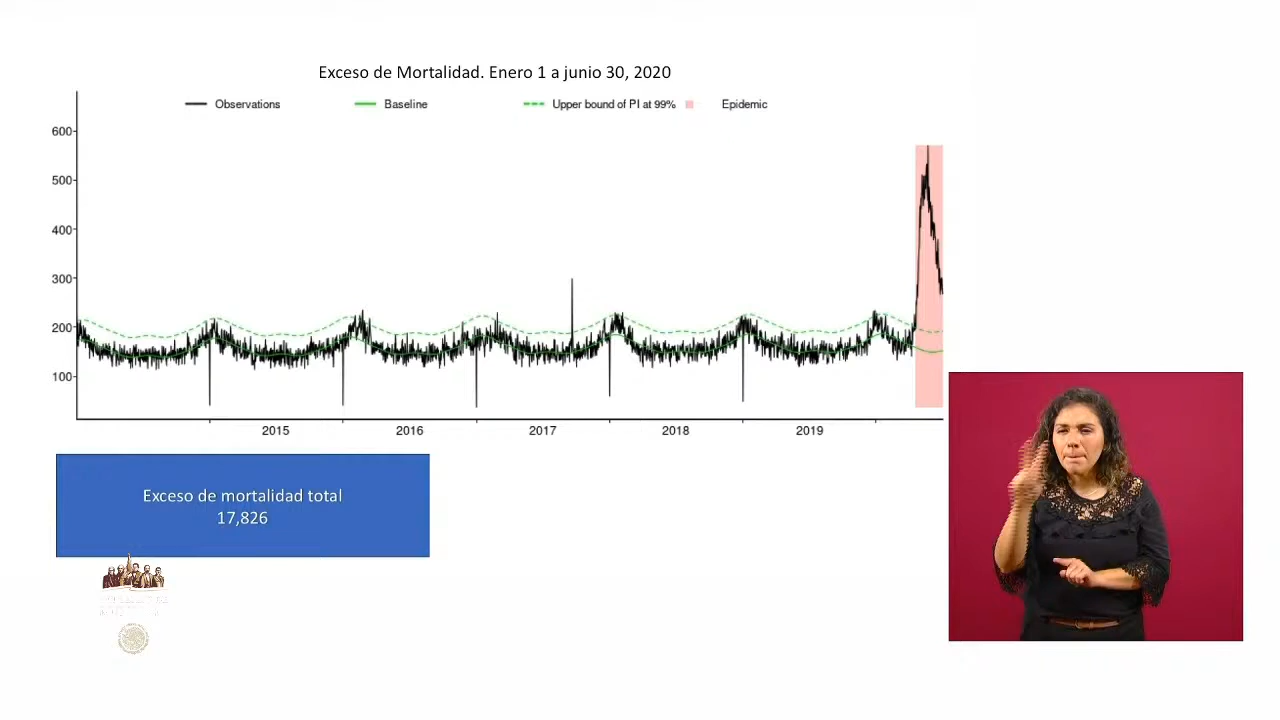 Exceso de Mortalidad. Enero 1 a junio 30, 2020
Observations Baseline Upper bound of PI at 99% Epidemic
600
500
400
300
200
100
2015 2016 2017 2018 2019
Exceso de mortalidad total
17,826